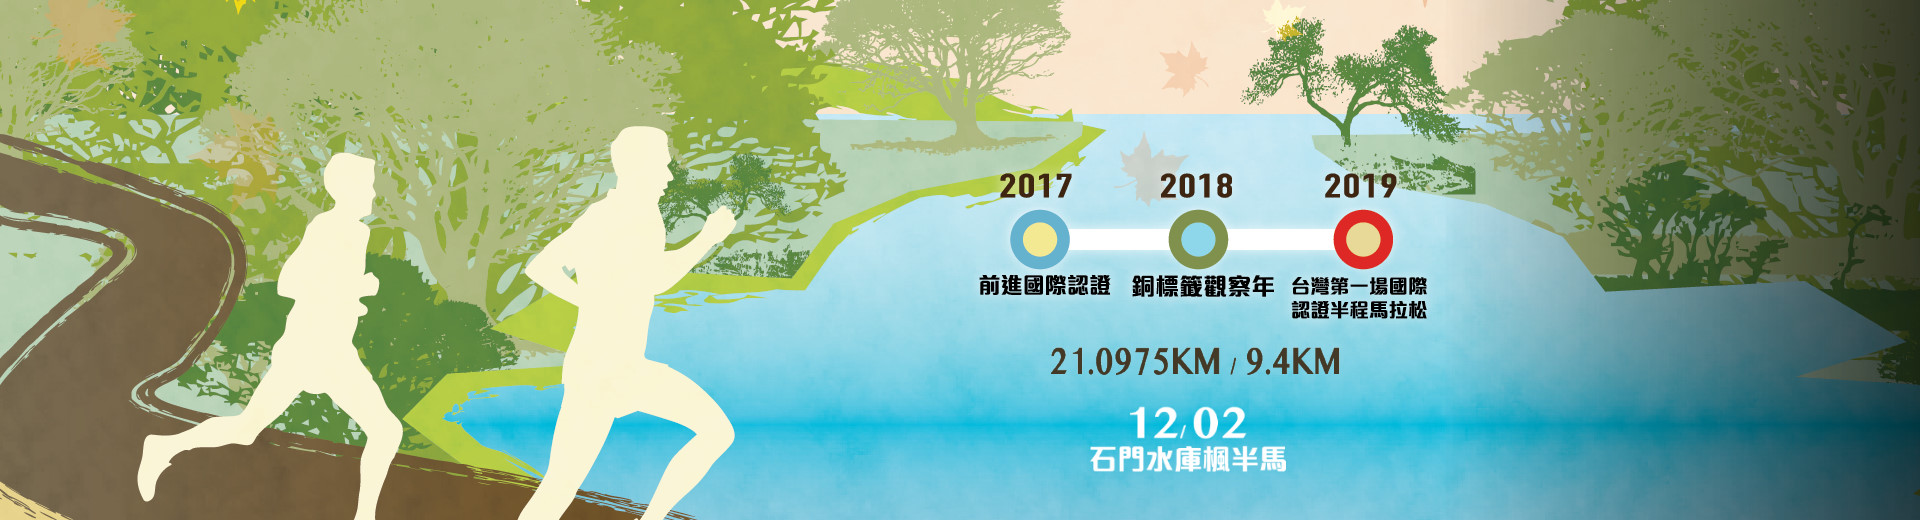 2017 2018 2019
前進國際認證 銅標籤觀察年 台灣第一場國際
認證半程馬拉松
21.0975KM / 9.4KM
12/02
石門水庫楓半馬